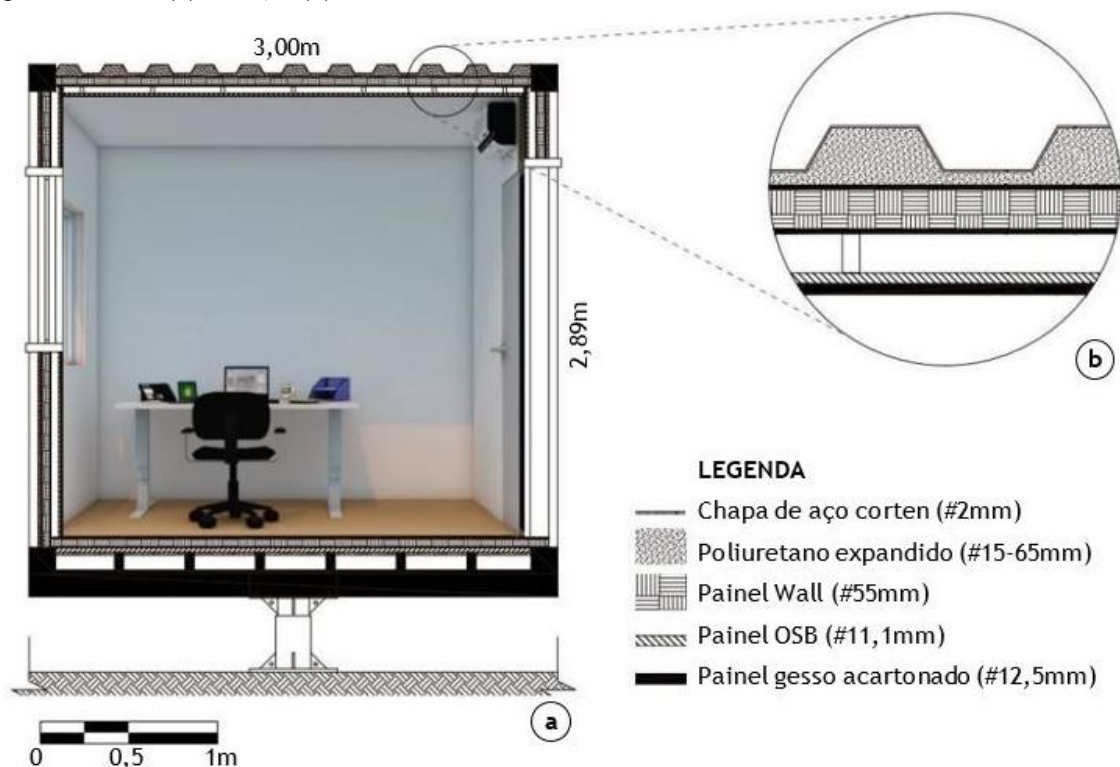 3,00m
2,89m
b
LEGENDA
Chapa de aço corten (#2mm)
Poliuretano expandido (#15-65mm)
Painel Wall (#55mm)
Painel OSB (#11,1mm)
Painel gesso acartonado (#12,5mm)
a
0 0,5 1m